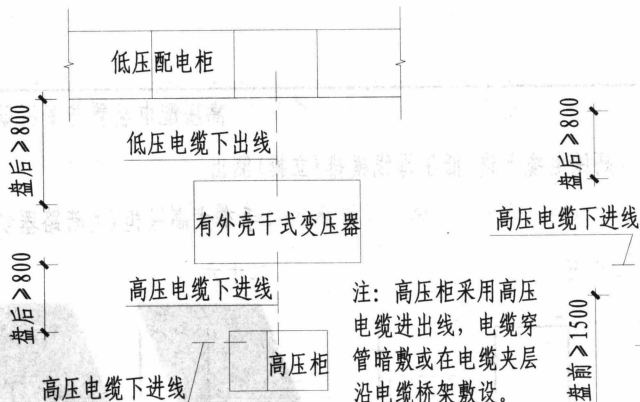 低压配电柜
盘后≥800
低压电缆下出线
盘后≥800
有外壳干式变压器
高压电缆下进线
盘后≥800
高压电缆下进线
注：高压柜采用高压
电缆进出线，电缆穿
管暗敷或在电缆夹层
沿电缆桥架敷设。
高压柜
高压电缆下进线
盘前≥1500